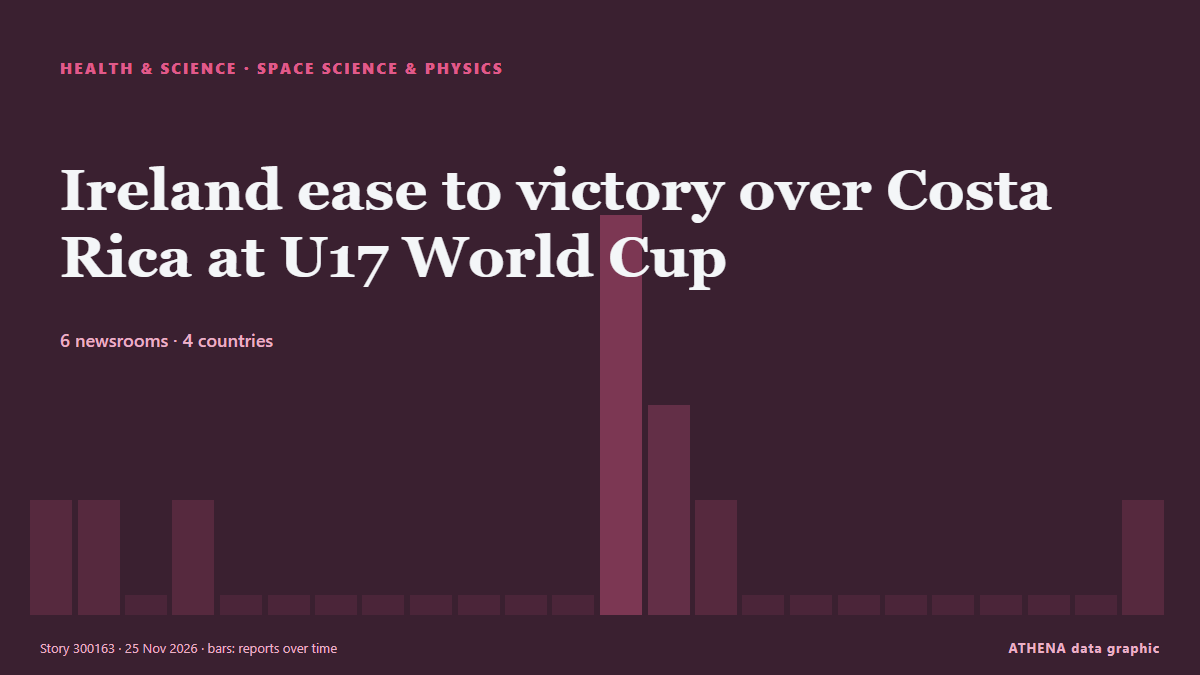 HEALTH & SCIENCE · SPACE SCIENCE & PHYSICS
Ireland ease to victory over Costa
Rica at U17 World Cup
6 newsrooms · 4 countries
Story 300163 · 25 Nov 2026 · bars: reports over time
ATHENA data graphic